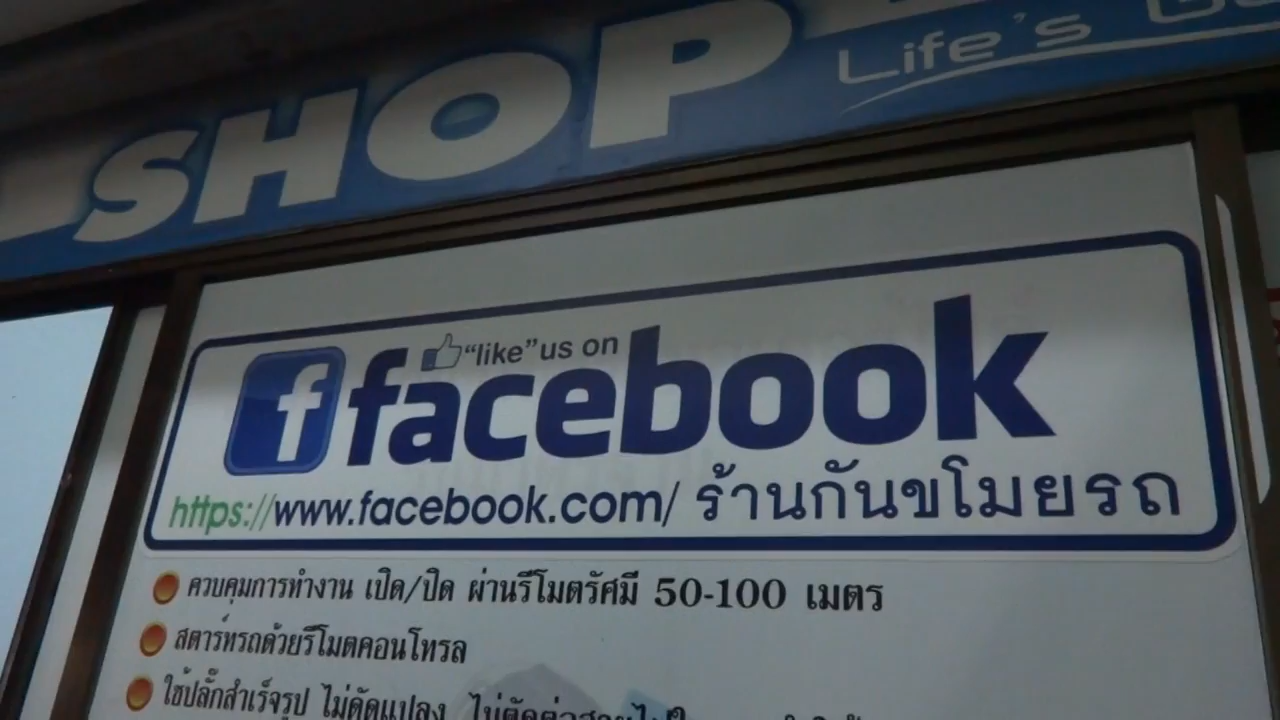 SHOP
Life's
"like" us on
facebook
https://www.facebook.com/ ร้านกันขโมยรถ
ควบคุมการทำงาน เปิด/ปิด ผ่านรีโมตรัศมี 50-100 เมตร
สตาร์ทรถด้วยรีโมตคอนโทรล
ใช้ปลั๊กสำเร็จรูป ไม่ดัดแปลง